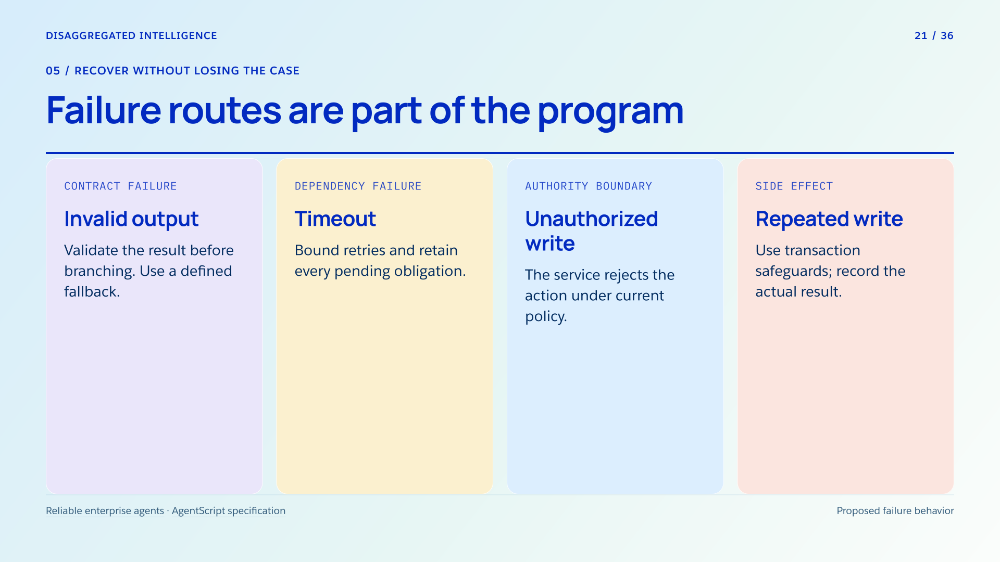 DISAGGREGATED INTELLIGENCE
21 / 36
05 / RECOVER WITHOUT LOSING THE CASE
Failure routes are part of the program
CONTRACT FAILURE
Invalid output
Validate the result before
branching. Use a defined
fallback.
DEPENDENCY FAILURE
Timeout
Bound retries and retain
every pending obligation.
AUTHORITY BOUNDARY
Unauthorized
write
The service rejects the
action under current
policy.
SIDE EFFECT
Repeated write
Use transaction
safeguards; record the
actual result.
Reliable enterprise agents · AgentScript specification
Proposed failure behavior